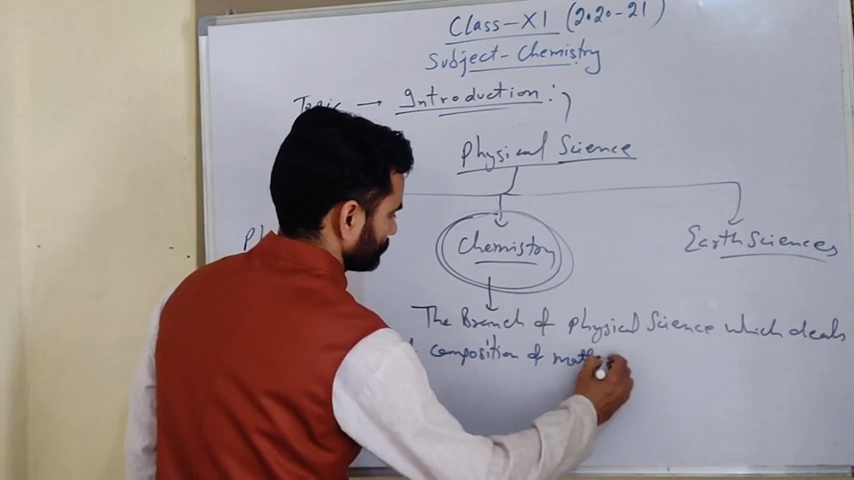 Class-XI (2020-21)
Subject-Chemistry
Topic → Introduction:
Physical Science
Chemistry
Earth Sciences
The Branch of physical Science which deals
composition of